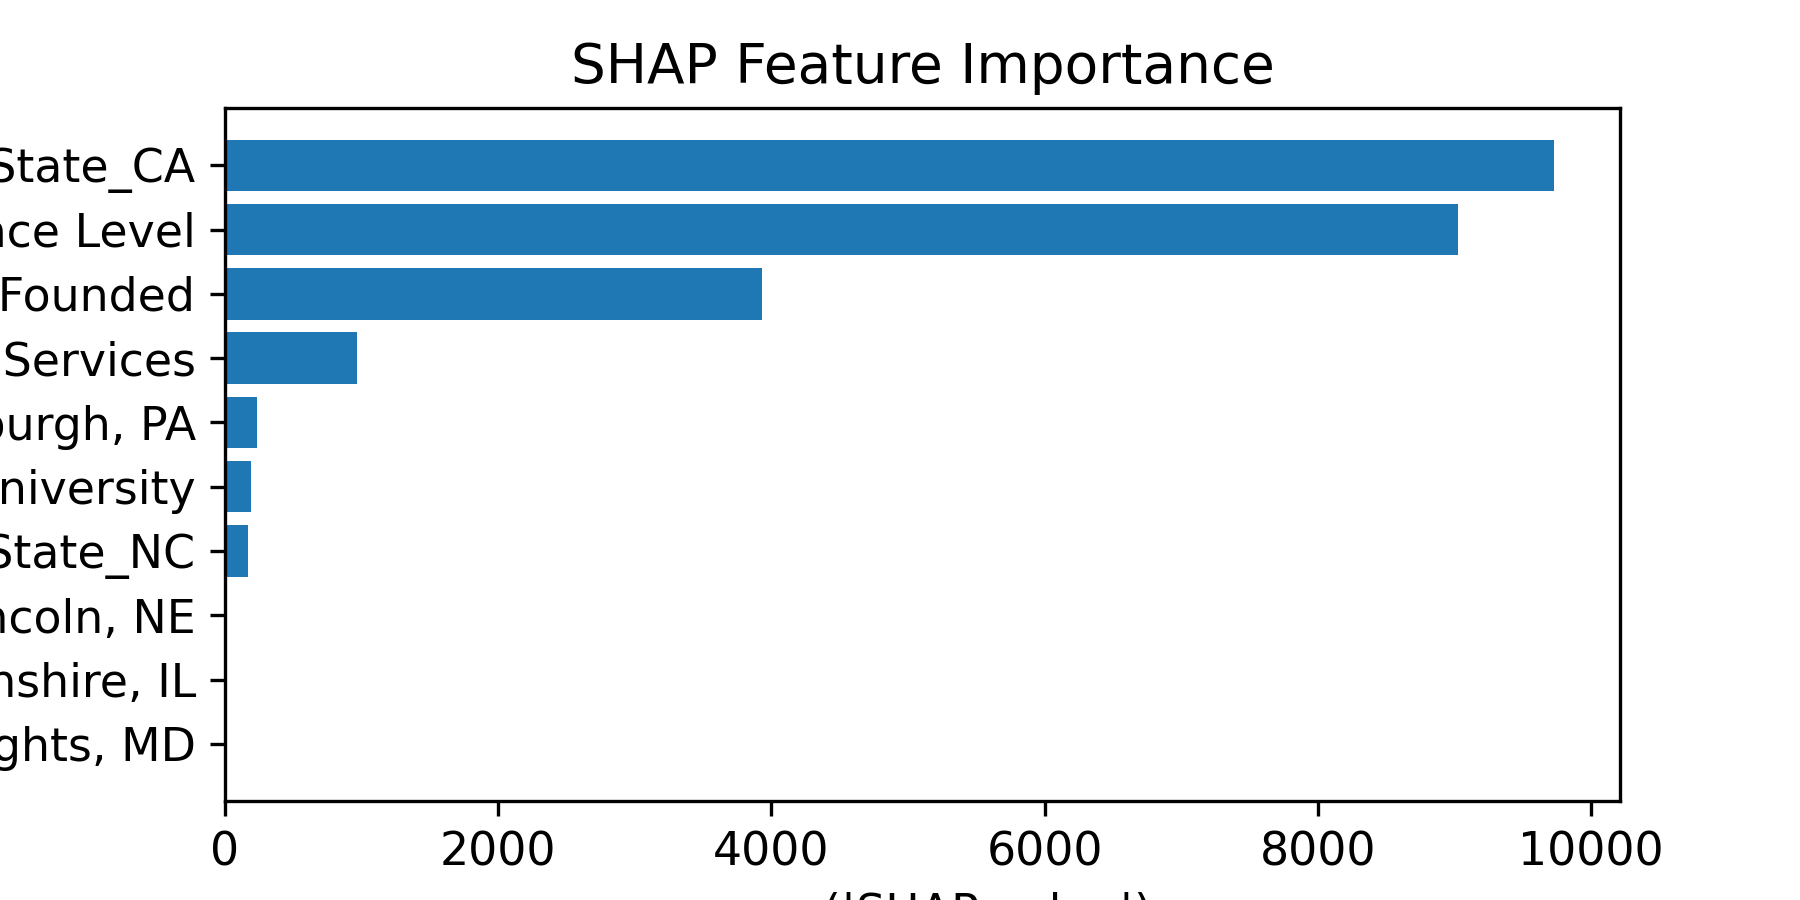 SHAP Feature Importance
State_CA
nce Level
Founded
Services
burgh, PA
niversity
State_NC
ncoln, NE
nshire, IL
ghts, MD
0 2000 4000 6000 8000 10000